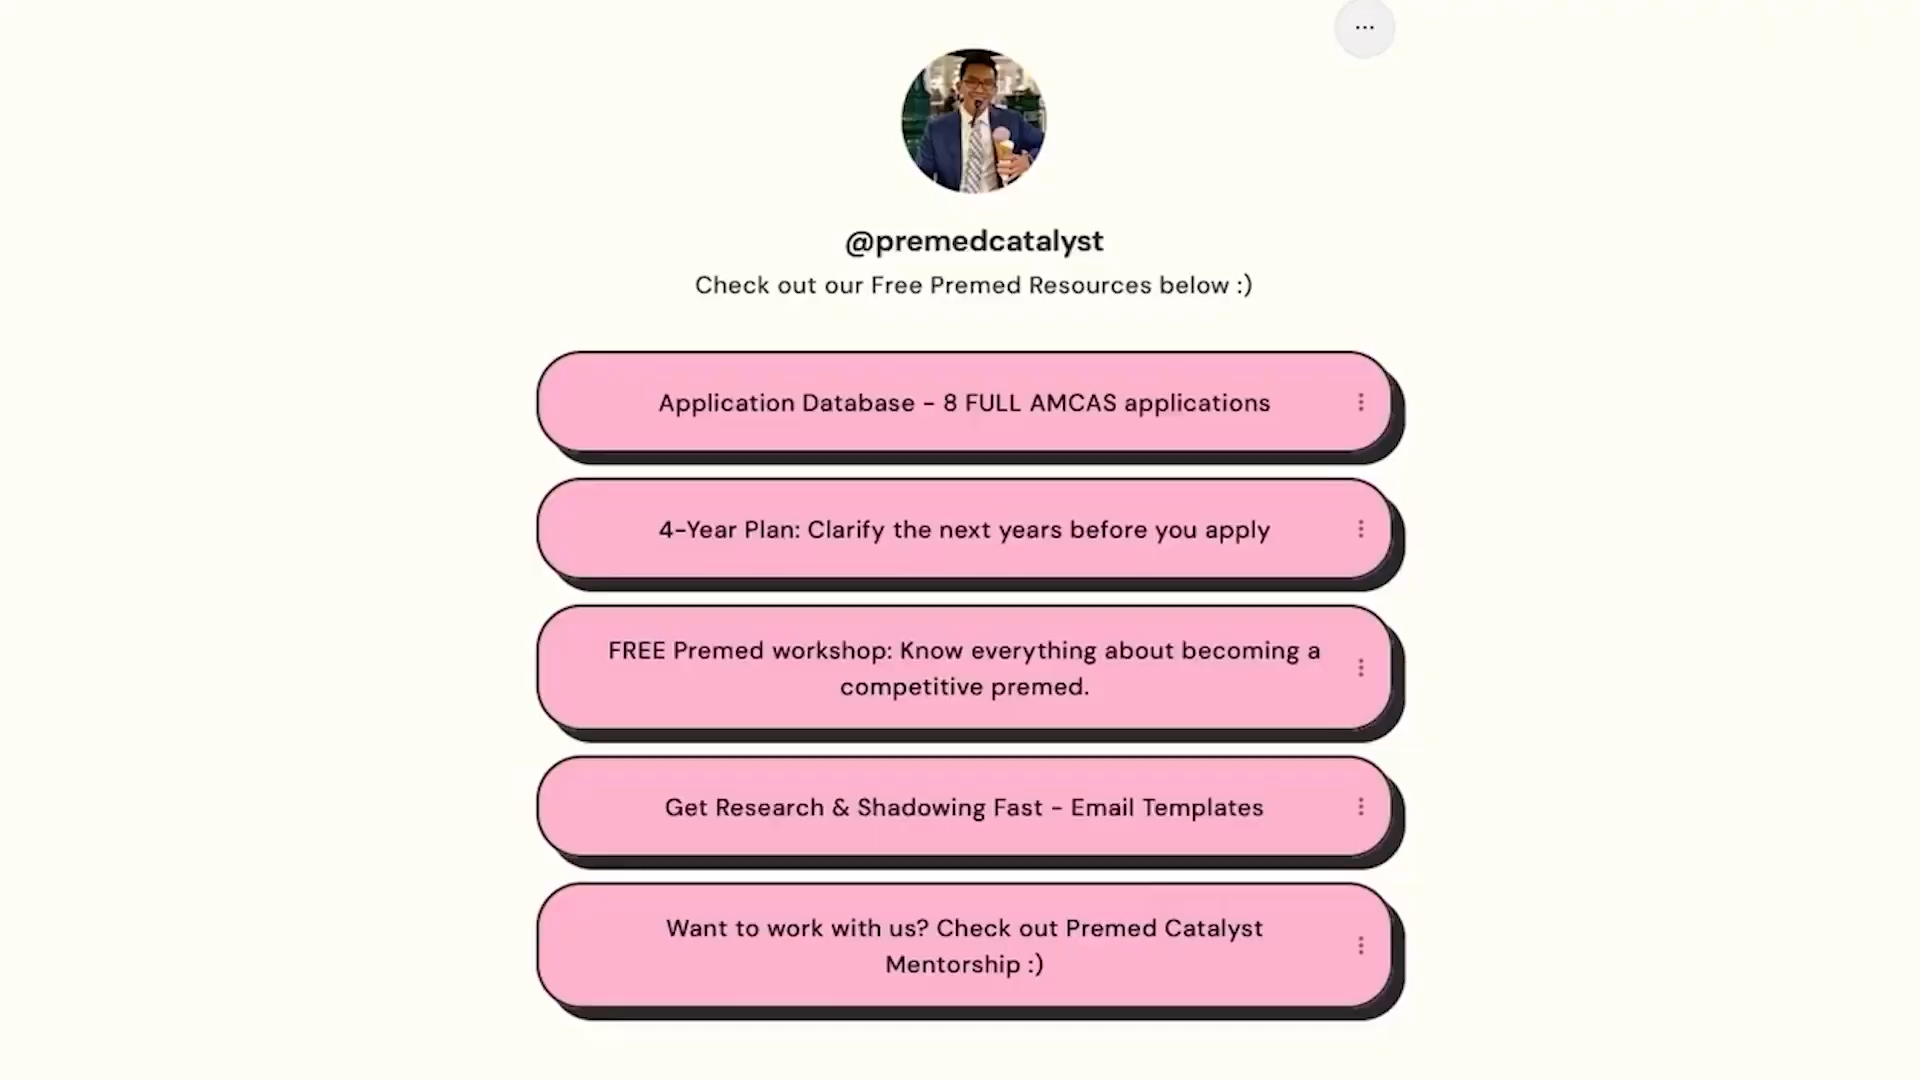 @premedcatalyst
Check out our Free Premed Resources below :)
Application Database - 8 FULL AMCAS applications
4-Year Plan: Clarify the next years before you apply
FREE Premed workshop: Know everything about becoming a
competitive premed.
Get Research & Shadowing Fast - Email Templates
Want to work with us? Check out Premed Catalyst
Mentorship :)